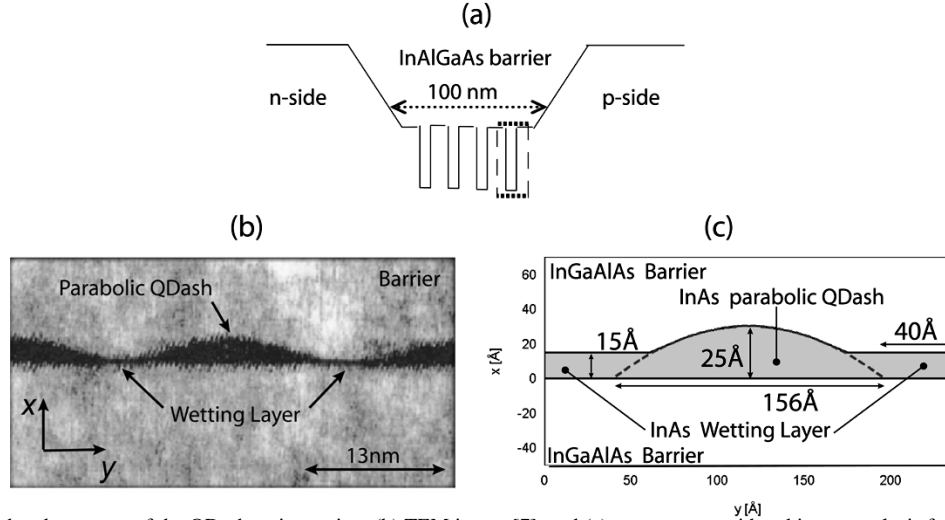 (a)
InAlGaAs barrier
n-side
100 nm
p-side
(b)
Parabolic QDash
Barrier
Wetting Layer
x
y
13nm
(c)
InGaAlAs Barrier
InAs parabolic QDash
15Å
25Å
40Å
156Å
InAs Wetting Layer
InGaAlAs Barrier
x [Å]
60
40
20
0
-20
-40
0
50
100
150
200
y [Å]